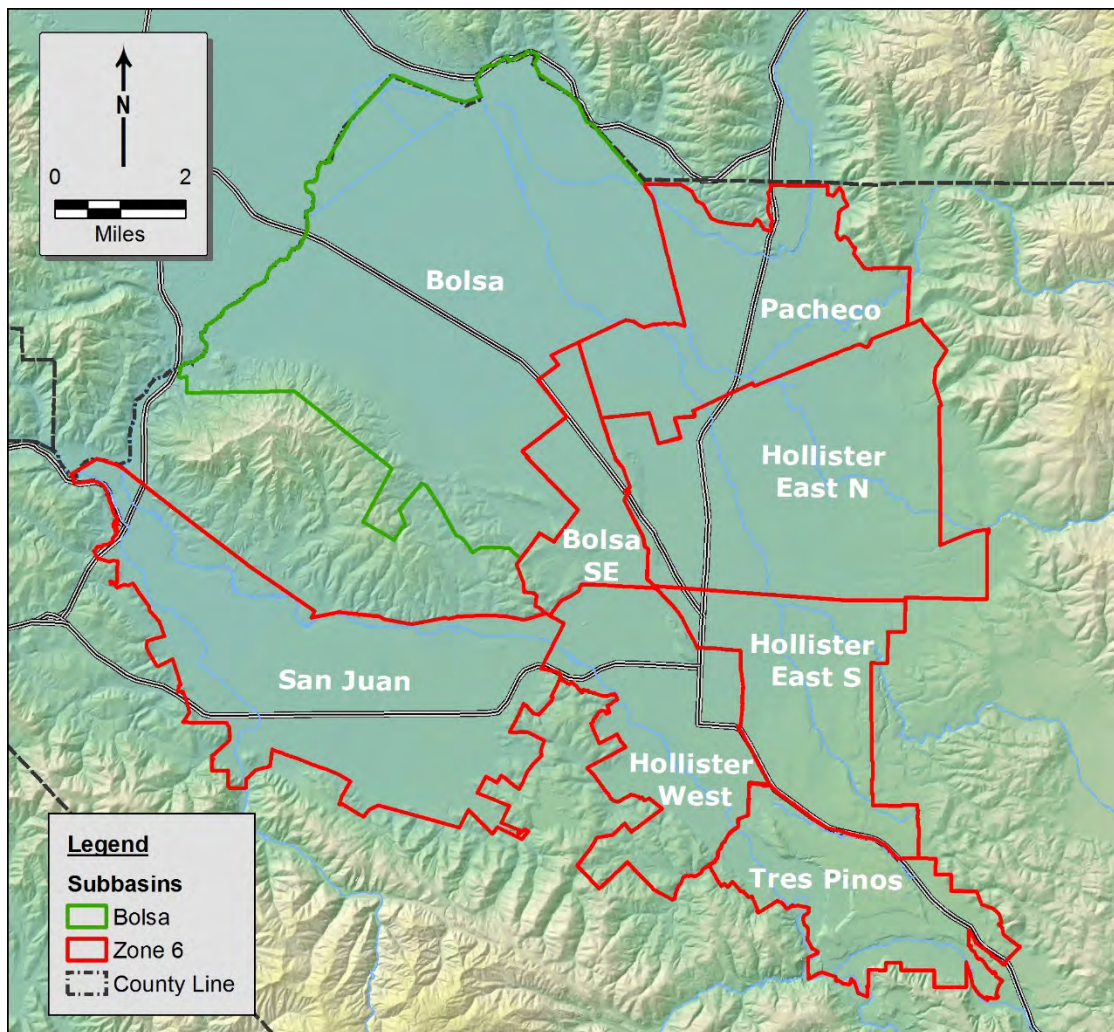 N
0 2
Miles
Bolsa
Pacheco
Hollister
East N
Bolsa
SE
Hollister
East S
San Juan
Hollister
West
Tres Pinos
Legend
Subbasins
Bolsa
Zone 6
County Line